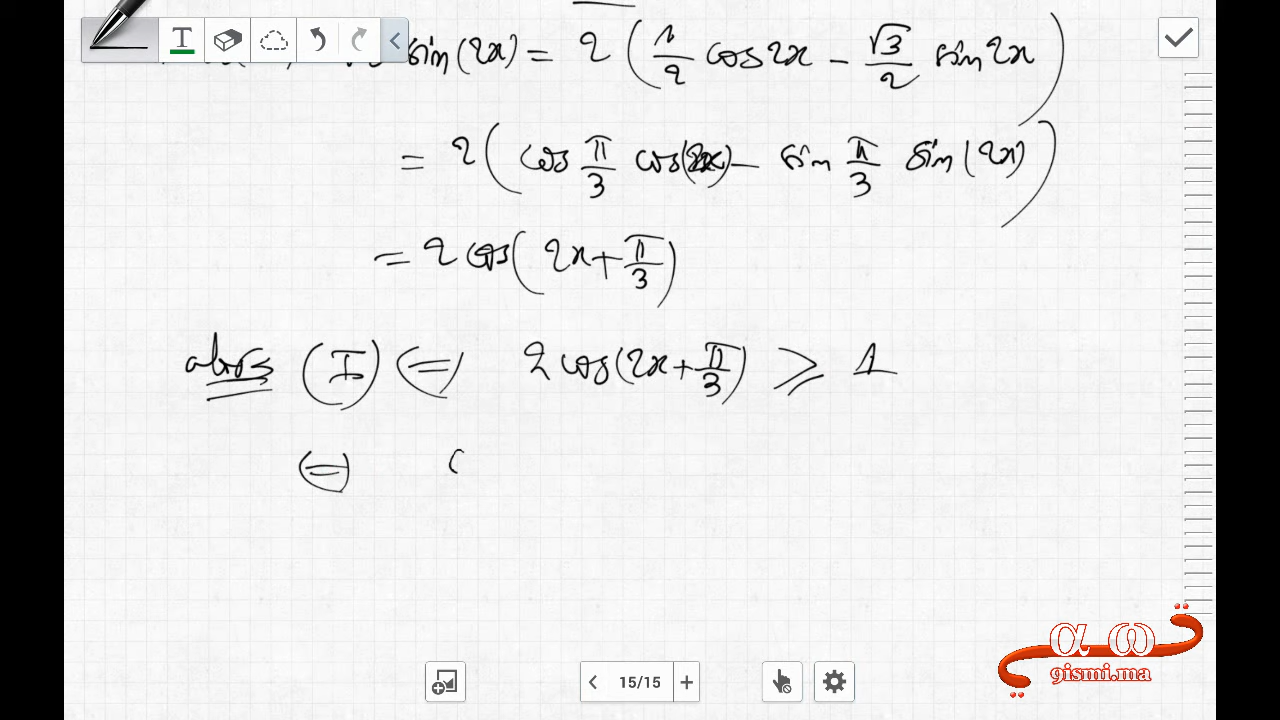 sin(2x) = 2 (1/2 cos2x - √3/2 sin2x)
= 2 (cos π/3 cos(2x) - sin π/3 sin(2x))
= 2 cos(2x + π/3)
alors (I) ⇔ 2 cos(2x + π/3) ⩾ 1
⇔ (
T
15/15
α ω
9ismi.ma